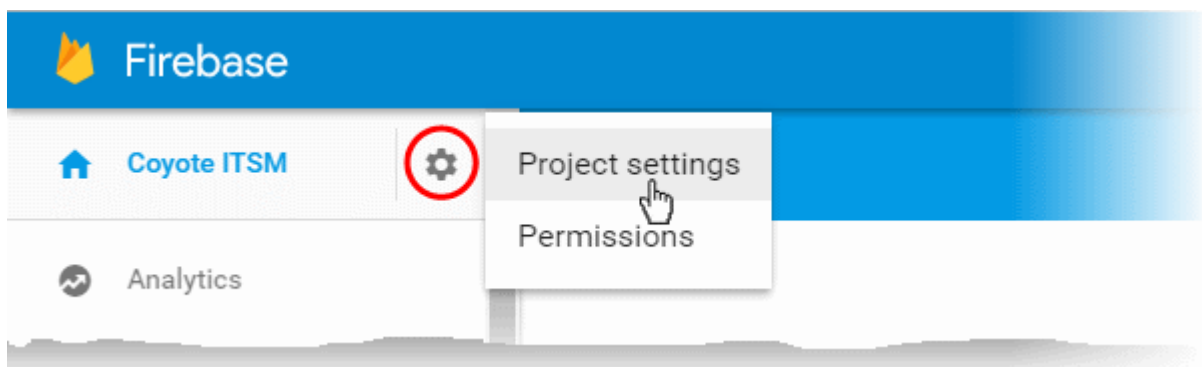 Firebase
Coyote ITSM
Project settings
Permissions
Analytics